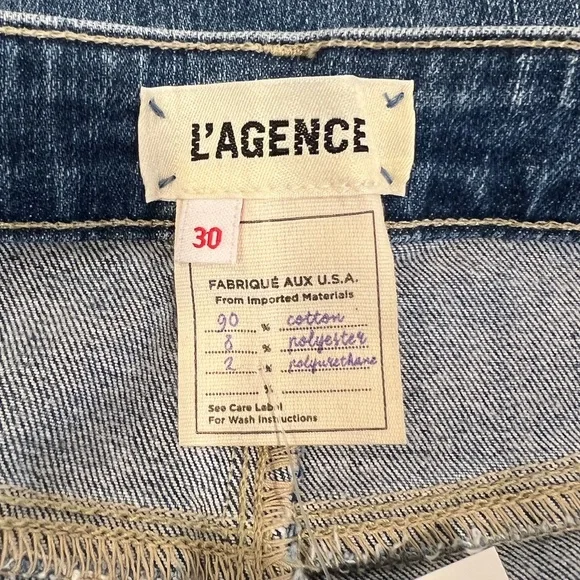 L'AGENCE
30
FABRIQUÉ AUX U.S.A.
From Imported Materials
90 % cotton
8 % polyester
2 % polyurethane
%
See Care Label
For Wash Instructions